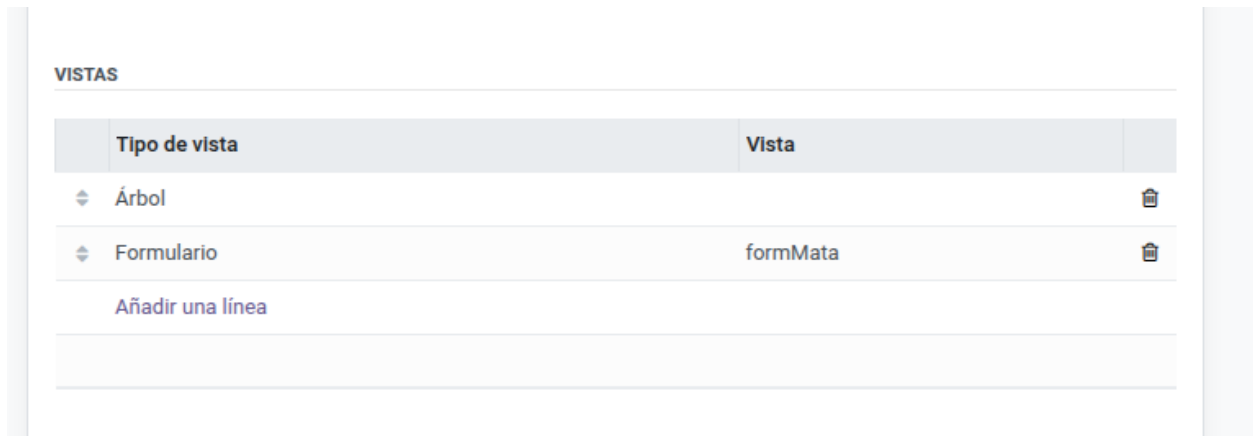 VISTAS
Tipo de vista Vista
Árbol
Formulario formMata
Añadir una línea